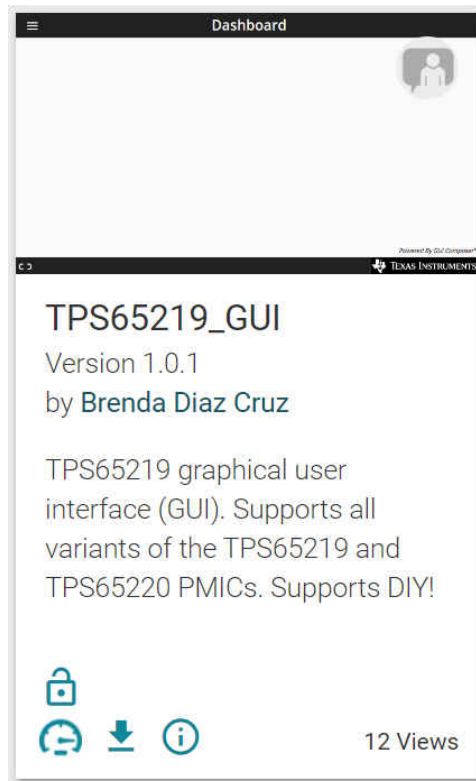 Dashboard
Powered By GUI Composer™
TEXAS INSTRUMENTS
TPS65219_GUI
Version 1.0.1
by Brenda Diaz Cruz
TPS65219 graphical user
interface (GUI). Supports all
variants of the TPS65219 and
TPS65220 PMICs. Supports DIY!
12 Views